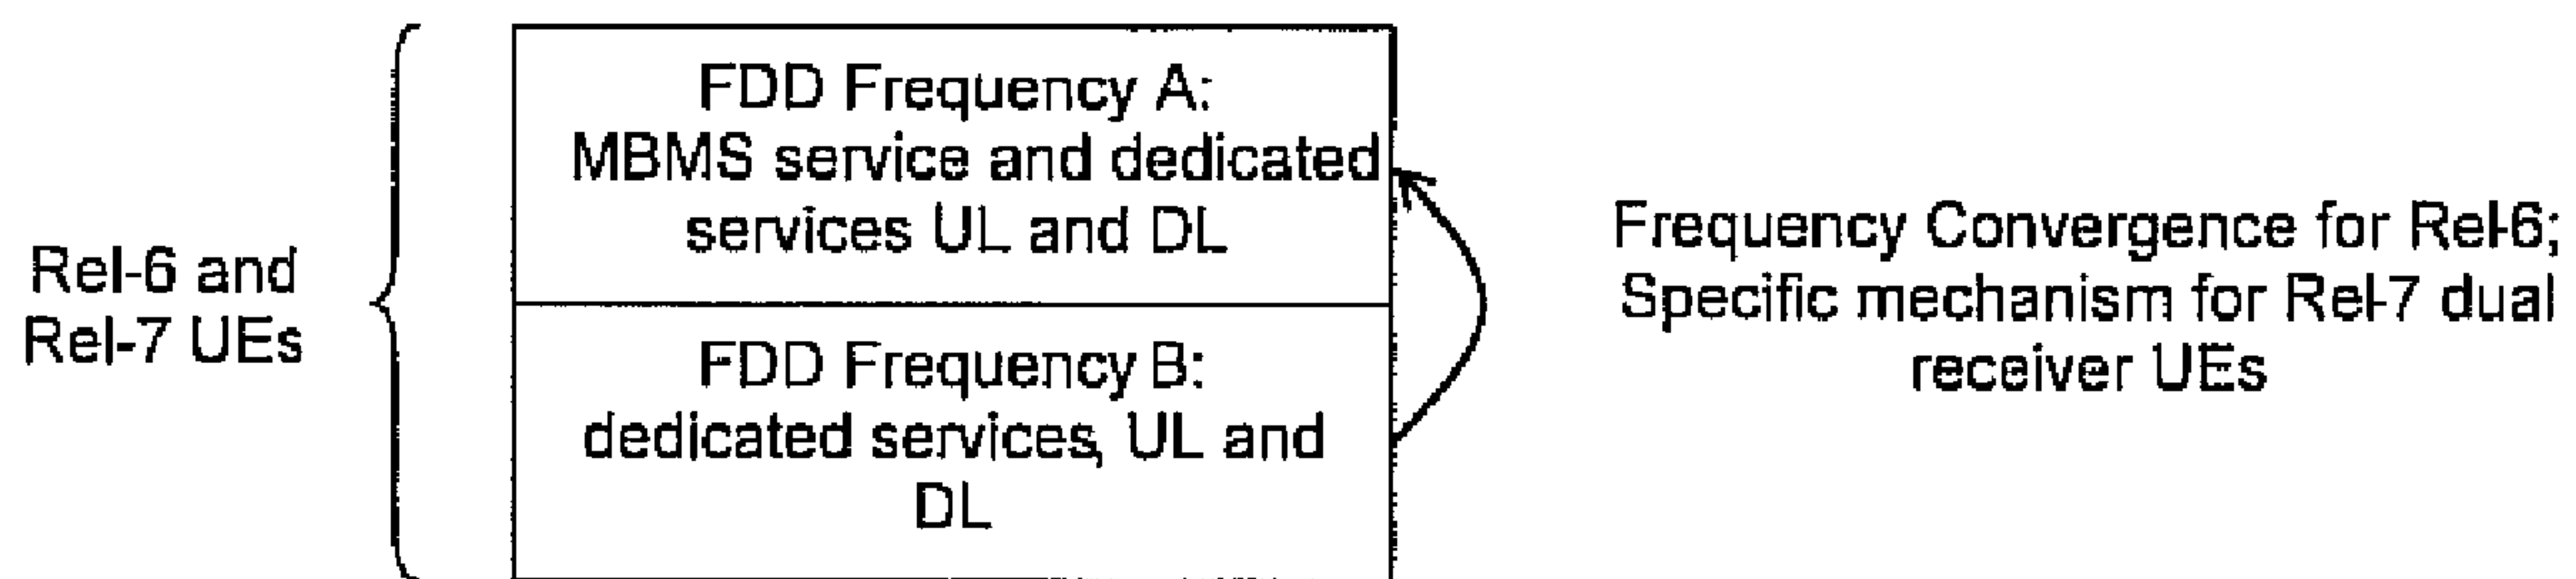 Rel-6 and
Rel-7 UEs
FDD Frequency A:
MBMS service and dedicated
services UL and DL
FDD Frequency B:
dedicated services, UL and
DL
Frequency Convergence for Rel-6;
Specific mechanism for Rel-7 dual
receiver UEs